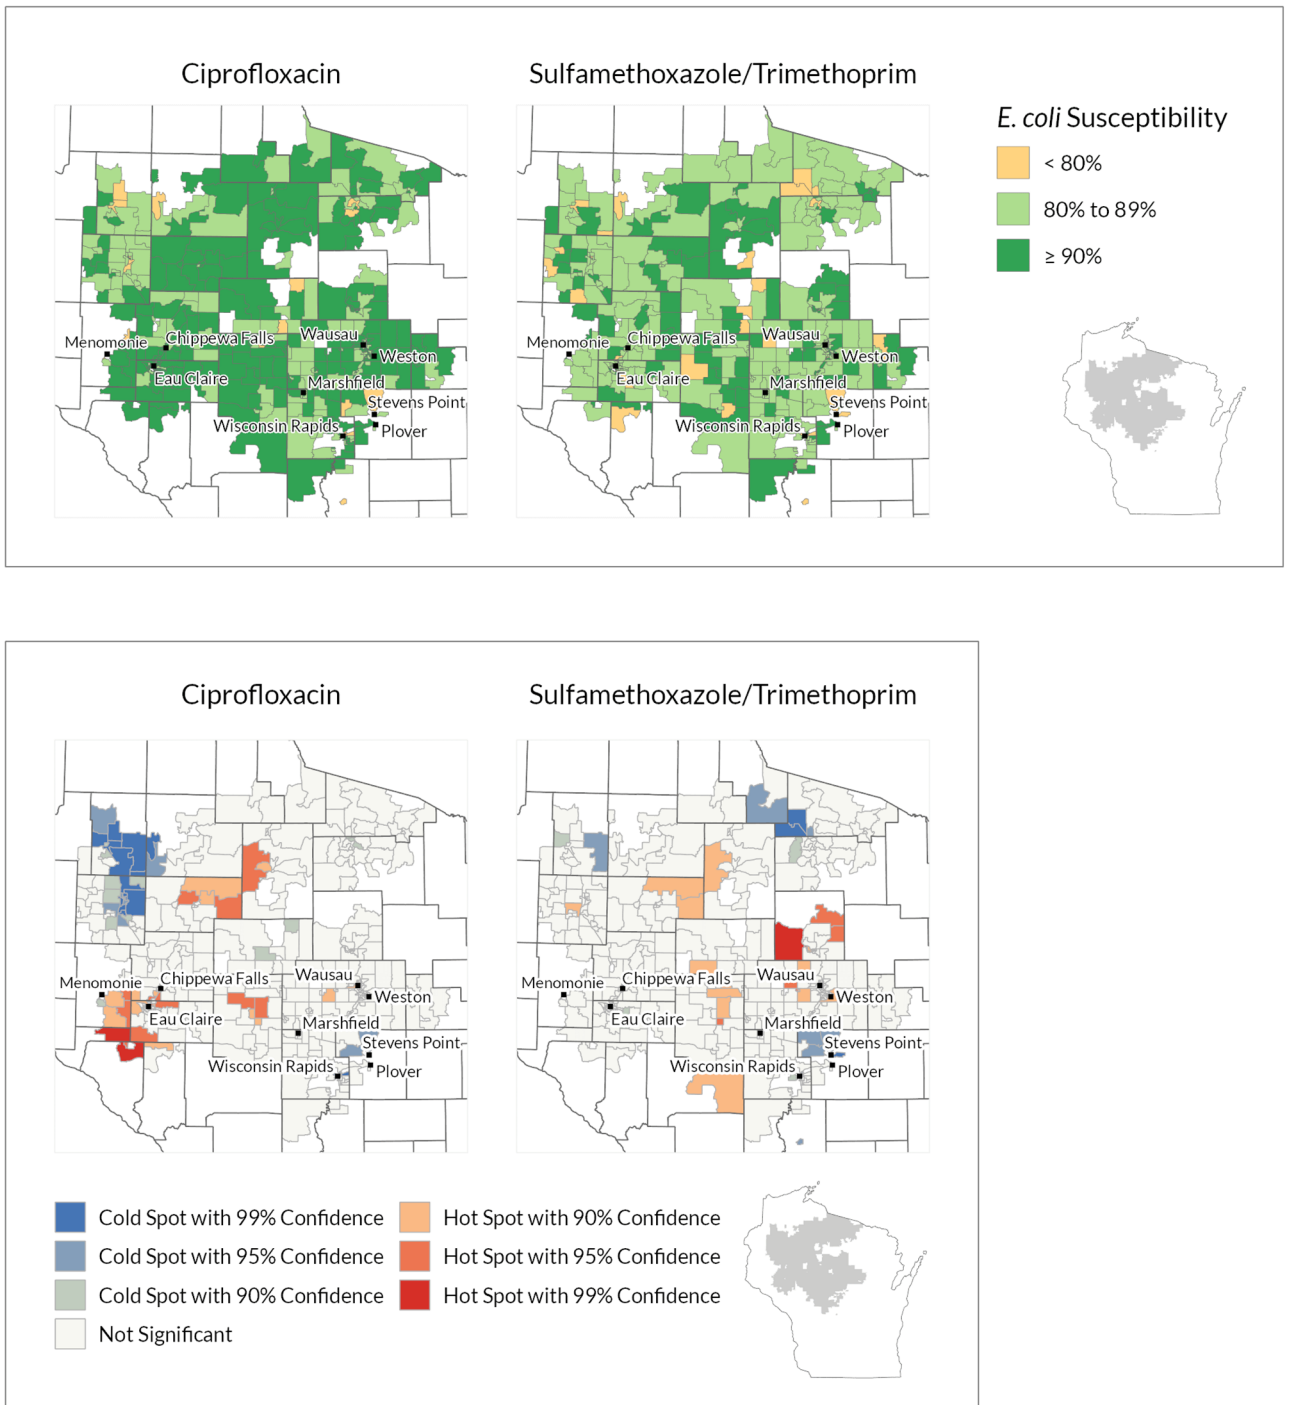 Ciprofloxacin
Sulfamethoxazole/Trimethoprim
E. coli Susceptibility
< 80%
80% to 89%
≥ 90%
Menomonie
Chippewa Falls
Wausau
Weston
Eau Claire
Marshfield
Stevens Point
Wisconsin Rapids
Plover
Menomonie
Chippewa Falls
Wausau
Weston
Eau Claire
Marshfield
Stevens Point
Wisconsin Rapids
Plover
Ciprofloxacin
Sulfamethoxazole/Trimethoprim
Menomonie
Chippewa Falls
Wausau
Weston
Eau Claire
Marshfield
Stevens Point
Wisconsin Rapids
Plover
Menomonie
Chippewa Falls
Wausau
Weston
Eau Claire
Marshfield
Stevens Point
Wisconsin Rapids
Plover
Cold Spot with 99% Confidence
Cold Spot with 95% Confidence
Cold Spot with 90% Confidence
Not Significant
Hot Spot with 90% Confidence
Hot Spot with 95% Confidence
Hot Spot with 99% Confidence